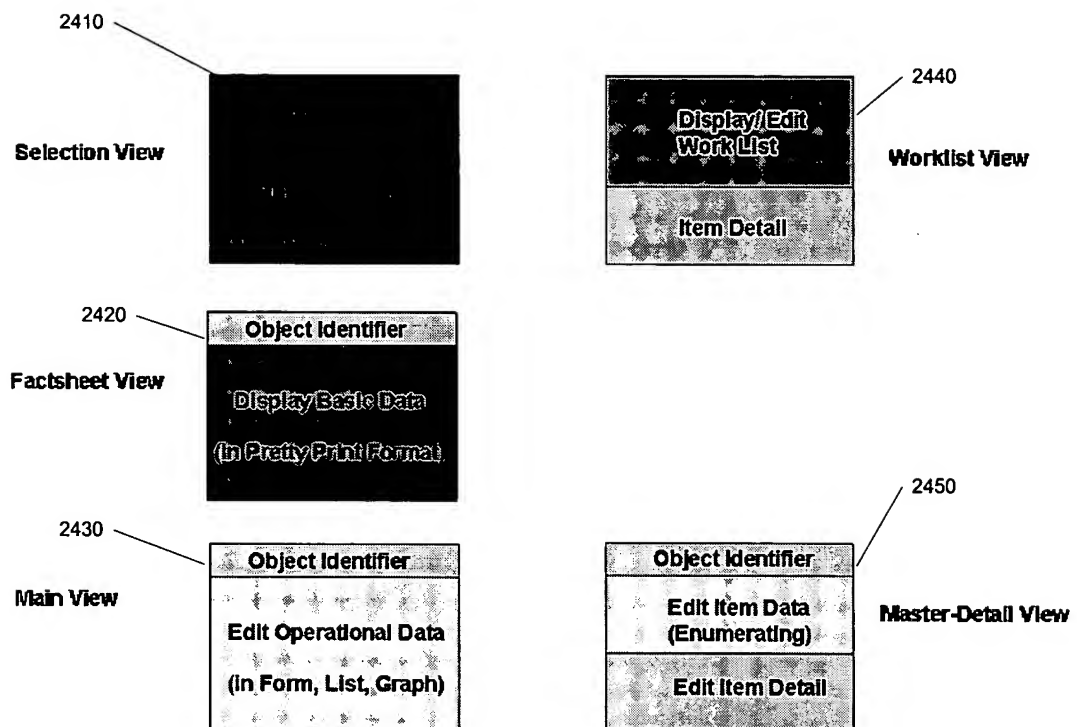 2410
Selection View
2440
Display/ Edit
Work List
Worklist View
Item Detail
2420
Object Identifier
Factsheet View
Display Basic Data
(in Pretty Print Format
2430
Object Identifier
Main View
Edit Operational Data
(in Form, List, Graph)
2450
Object Identifier
Edit Item Data
(Enumerating)
Master-Detail View
Edit Item Detail